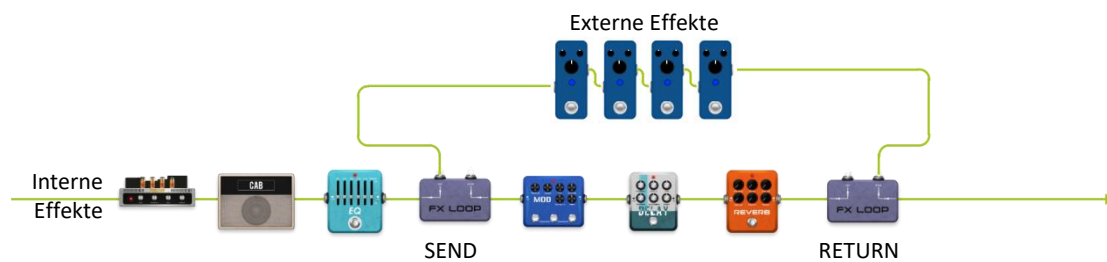 Externe Effekte
Interne
Effekte
CAB
EQ
FX LOOP
MOD
DELAY
REVERB
FX LOOP
SEND
RETURN